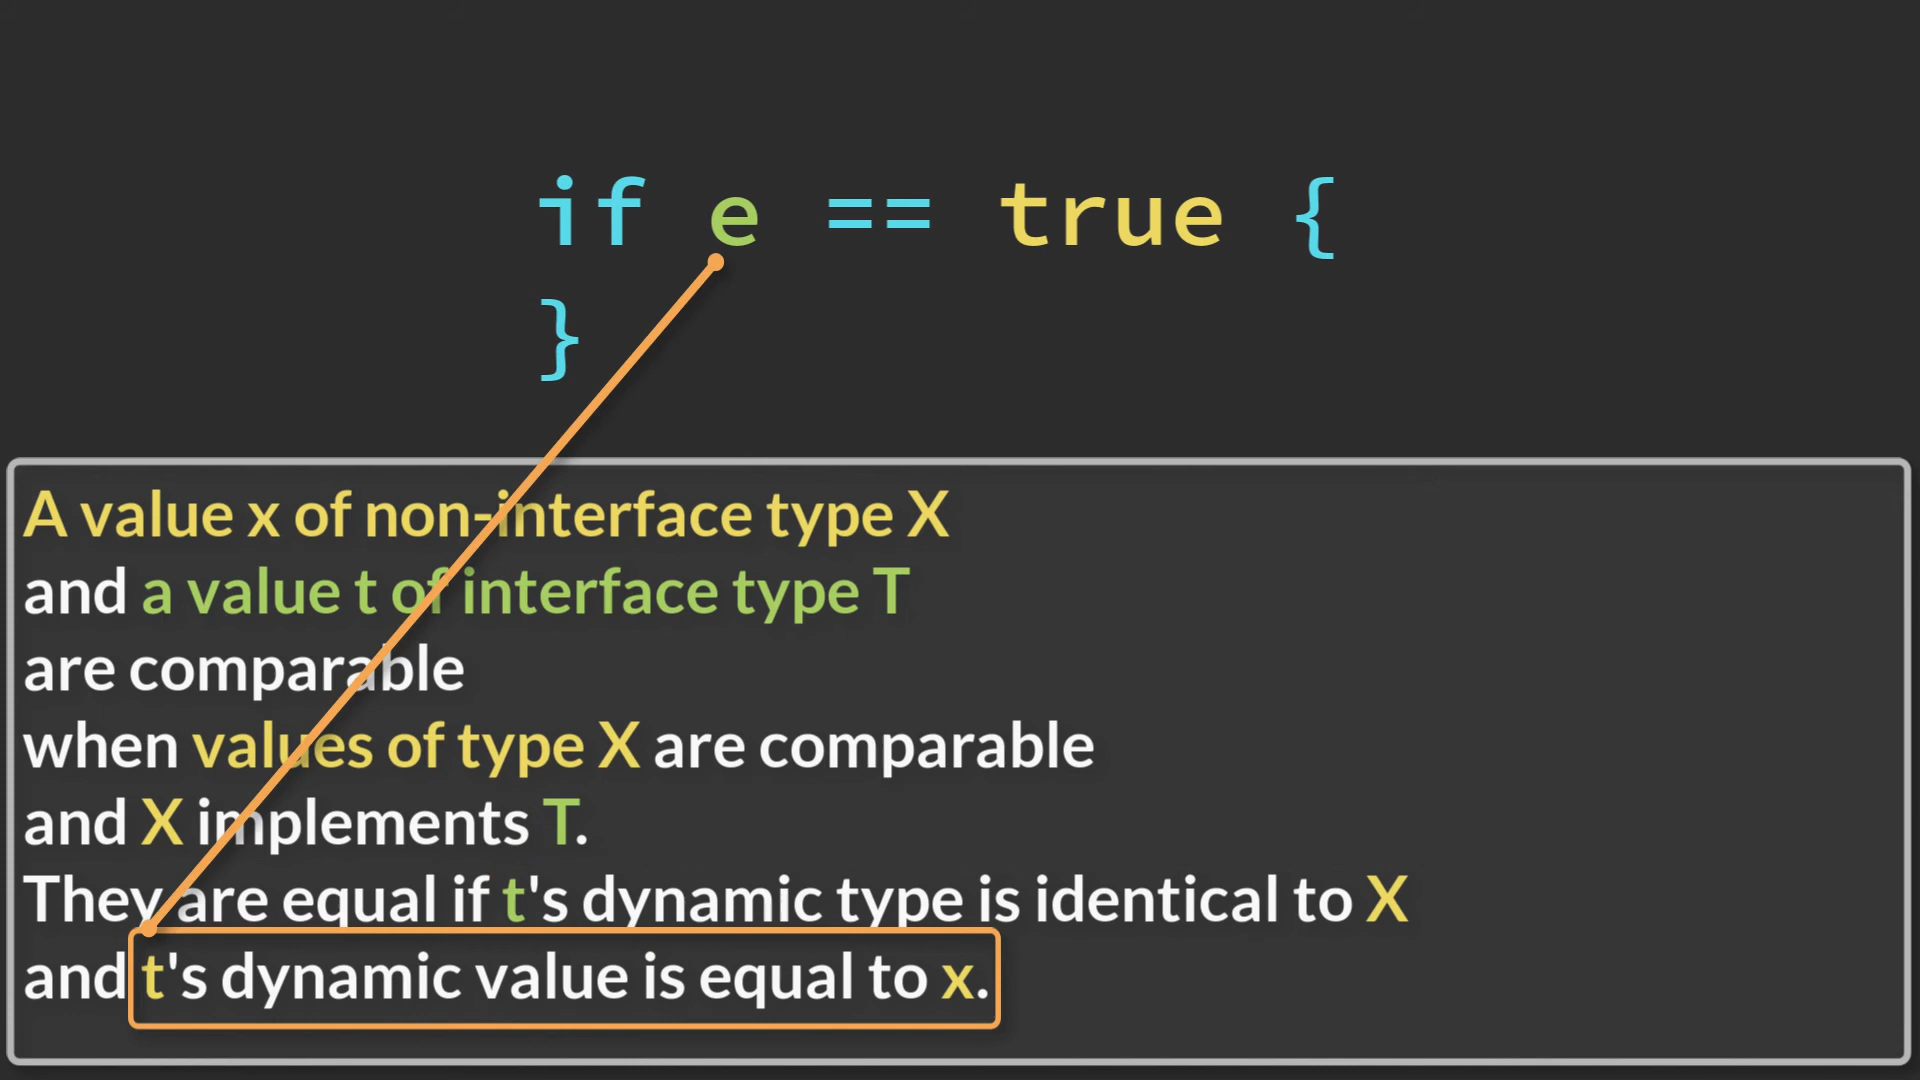 if e == true {
}
A value x of non-interface type X
and a value t of interface type T
are comparable
when values of type X are comparable
and X implements T.
They are equal if t's dynamic type is identical to X
and t's dynamic value is equal to x.